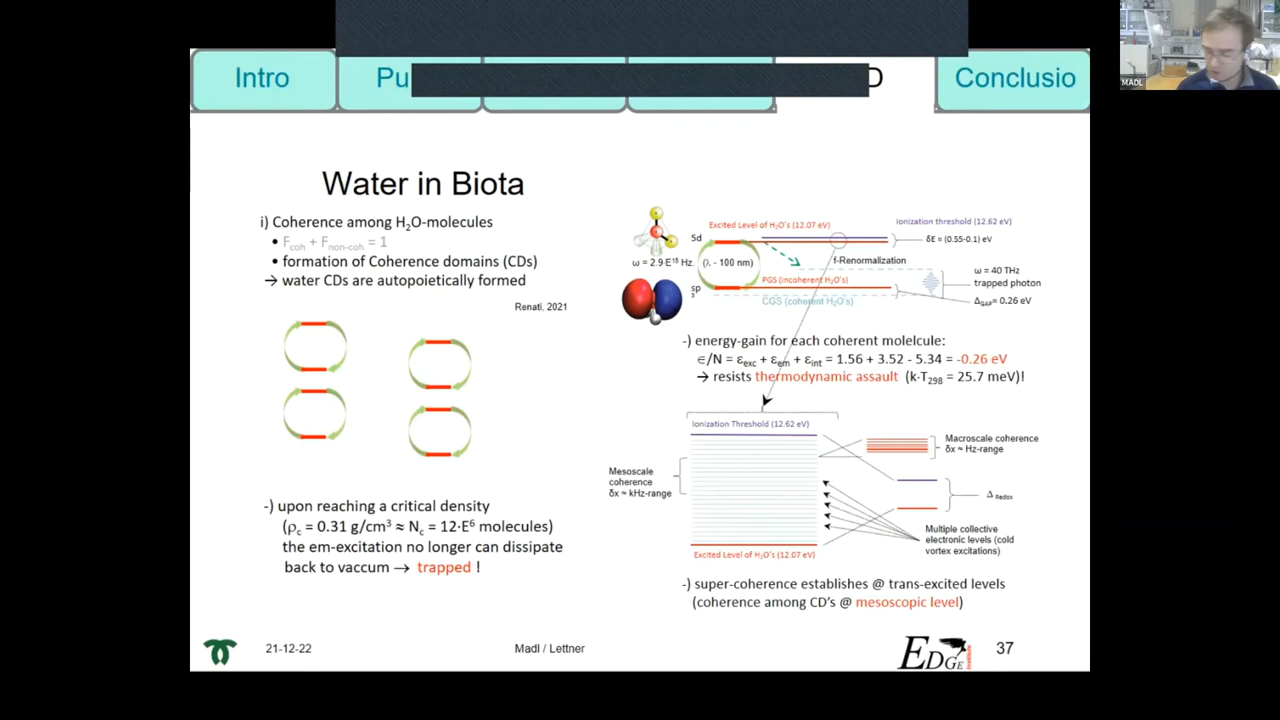 Intro
Pu
D
Conclusio
MADL
Water in Biota
i) Coherence among H₂O-molecules
• F_coh + F_non-coh = 1
• formation of Coherence domains (CDs)
→ water CDs are autopoietically formed
Renati, 2021
-) upon reaching a critical density
(ρ_c = 0.31 g/cm³ ≈ N_c = 12·E⁶ molecules)
the em-excitation no longer can dissipate
back to vaccum → trapped !
Excited Level of H₂O's (12.07 eV)
Ionization threshold (12.62 eV)
5d
δE = (0.55-0.1) eV
ω = 2.9 E¹⁵ Hz.
(λ - 100 nm)
f-Renormalization
ω = 40 THz
trapped photon
PGS (incoherent H₂O's)
sp
3
CGS (coherent H₂O's)
Δ_GAP = 0.26 eV
-) energy-gain for each coherent molelcule:
∈/N = ε_exc + ε_em + ε_int = 1.56 + 3.52 - 5.34 = -0.26 eV
→ resists thermodynamic assault (k·T₂₉₈ = 25.7 meV)!
Ionization Threshold (12.62 eV)
Macroscale coherence
δx ≈ Hz-range
Mesoscale
coherence
δx ≈ kHz-range
Δ_Redox
Multiple collective
electronic levels (cold
vortex excitations)
Excited Level of H₂O's (12.07 eV)
-) super-coherence establishes @ trans-excited levels
(coherence among CD's @ mesoscopic level)
21-12-22
Madl / Lettner
EDGE
Institute
37